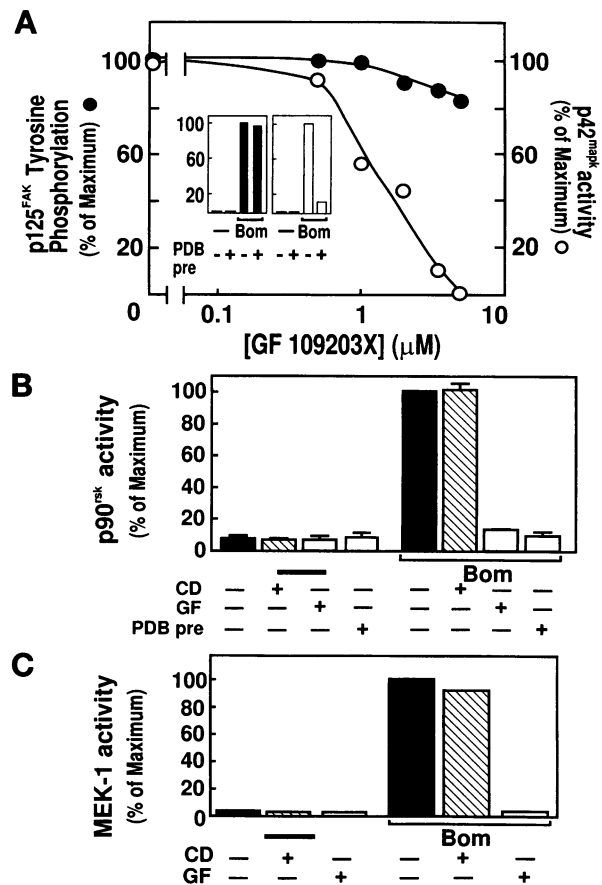 A
p125FAK Tyrosine
Phosphorylation ●
(% of Maximum)
100
60
20
0
0.1
1
10
[GF 109203X] (μM)
100
60
20
p42mapk activity
(% of Maximum) ○
100
60
20
— Bom — Bom
PDB - + - + - + - +
pre
B
p90rsk activity
(% of Maximum)
100
80
60
40
20
0
Bom
CD — + — — — + — —
GF — — + — — — + —
PDB pre — — — + — — — +
C
MEK-1 activity
(% of Maximum)
100
80
60
40
20
0
Bom
CD — + — — + —
GF — — + — — +